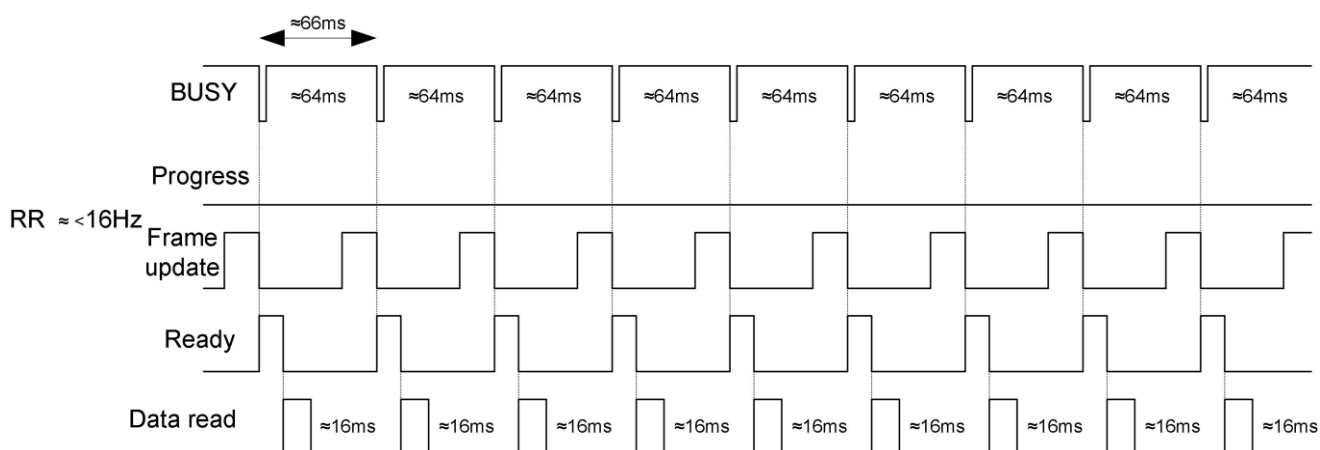 ≈66ms
BUSY ≈64ms ≈64ms ≈64ms ≈64ms ≈64ms ≈64ms ≈64ms ≈64ms ≈64ms
Progress
RR ≈ <16Hz
Frame
update
Ready
Data read ≈16ms ≈16ms ≈16ms ≈16ms ≈16ms ≈16ms ≈16ms ≈16ms ≈16ms